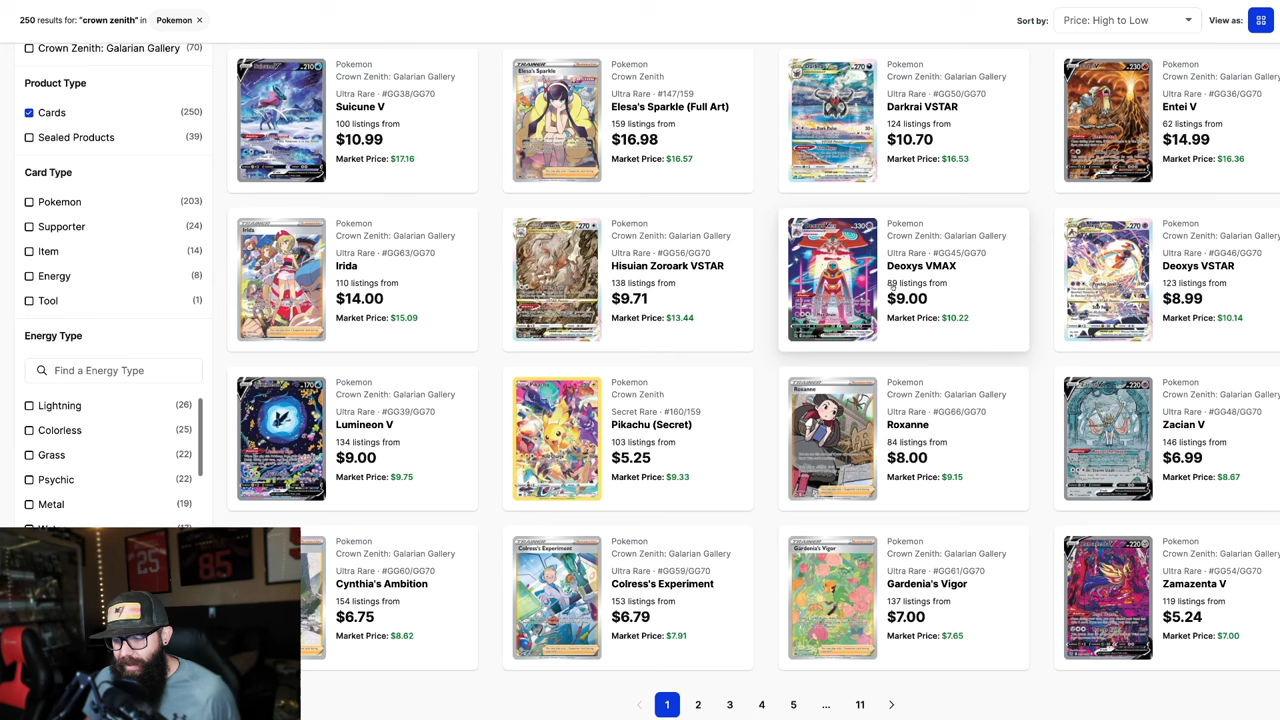 250 results for: "crown zenith" in Pokemon ×
Sort by: Price: High to Low View as:
Crown Zenith: Galarian Gallery (70)
Product Type
Cards (250)
Sealed Products (39)
Card Type
Pokemon (203)
Supporter (24)
Item (14)
Energy (8)
Tool (1)
Energy Type
Find a Energy Type
Lightning (26)
Colorless (25)
Grass (22)
Psychic (22)
Metal (19)
Pokemon
Crown Zenith: Galarian Gallery
Ultra Rare · #GG38/GG70
Suicune V
100 listings from
$10.99
Market Price: $17.16
Pokemon
Crown Zenith
Ultra Rare · #147/159
Elesa's Sparkle (Full Art)
159 listings from
$16.98
Market Price: $16.57
Pokemon
Crown Zenith: Galarian Gallery
Ultra Rare · #GG50/GG70
Darkrai VSTAR
124 listings from
$10.70
Market Price: $16.53
Pokemon
Crown Zenith: Galarian Gallery
Ultra Rare · #GG36/GG70
Entei V
62 listings from
$14.99
Market Price: $16.36
Pokemon
Crown Zenith: Galarian Gallery
Ultra Rare · #GG63/GG70
Irida
110 listings from
$14.00
Market Price: $15.09
Pokemon
Crown Zenith: Galarian Gallery
Ultra Rare · #GG56/GG70
Hisuian Zoroark VSTAR
138 listings from
$9.71
Market Price: $13.44
Pokemon
Crown Zenith: Galarian Gallery
Ultra Rare · #GG45/GG70
Deoxys VMAX
89 listings from
$9.00
Market Price: $10.22
Pokemon
Crown Zenith: Galarian Gallery
Ultra Rare · #GG46/GG70
Deoxys VSTAR
123 listings from
$8.99
Market Price: $10.14
Pokemon
Crown Zenith: Galarian Gallery
Ultra Rare · #GG39/GG70
Lumineon V
134 listings from
$9.00
Market Price: $9.75
Pokemon
Crown Zenith
Secret Rare · #160/159
Pikachu (Secret)
103 listings from
$5.25
Market Price: $9.33
Pokemon
Crown Zenith: Galarian Gallery
Ultra Rare · #GG66/GG70
Roxanne
84 listings from
$8.00
Market Price: $9.15
Pokemon
Crown Zenith: Galarian Gallery
Ultra Rare · #GG48/GG70
Zacian V
146 listings from
$6.99
Market Price: $8.67
Pokemon
Crown Zenith: Galarian Gallery
Ultra Rare · #GG60/GG70
Cynthia's Ambition
154 listings from
$6.75
Market Price: $8.62
Pokemon
Crown Zenith: Galarian Gallery
Ultra Rare · #GG59/GG70
Colress's Experiment
153 listings from
$6.79
Market Price: $7.91
Pokemon
Crown Zenith: Galarian Gallery
Ultra Rare · #GG61/GG70
Gardenia's Vigor
137 listings from
$7.00
Market Price: $7.65
Pokemon
Crown Zenith: Galarian Gallery
Ultra Rare · #GG54/GG70
Zamazenta V
119 listings from
$5.24
Market Price: $7.00
1 2 3 4 5 ... 11
25
85